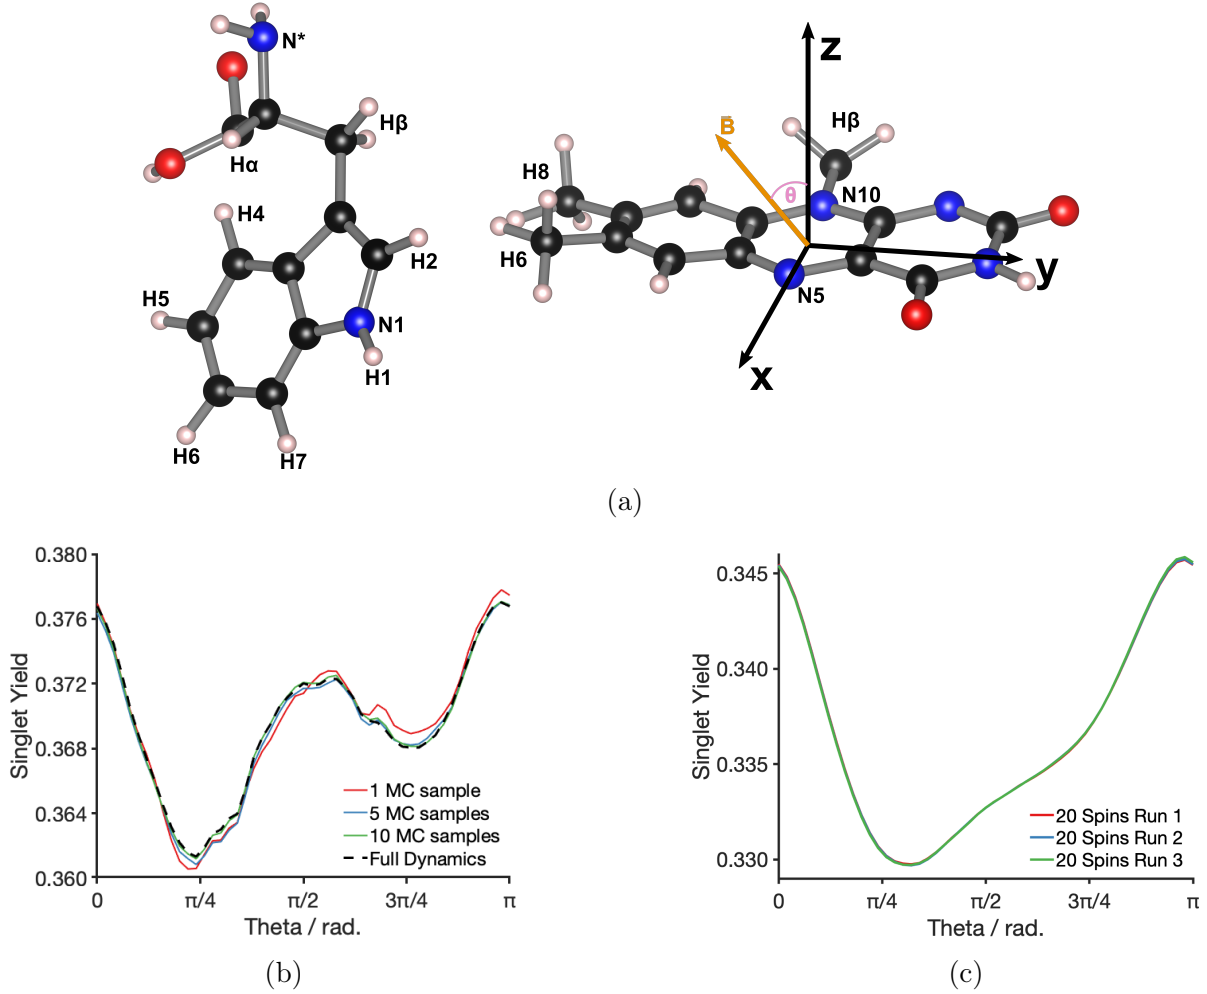 N*
Hβ
Hα
H4
H2
H5
N1
H1
H6
H7
z
B
Hβ
θ
H8
N10
H6
y
N5
x
(a)
Singlet Yield
0.380
0.376
0.372
0.368
0.364
0.360
0 π/4 π/2 3π/4 π
Theta / rad.
1 MC sample
5 MC samples
10 MC samples
Full Dynamics
(b)
Singlet Yield
0.345
0.340
0.335
0.330
0 π/4 π/2 3π/4 π
Theta / rad.
20 Spins Run 1
20 Spins Run 2
20 Spins Run 3
(c)